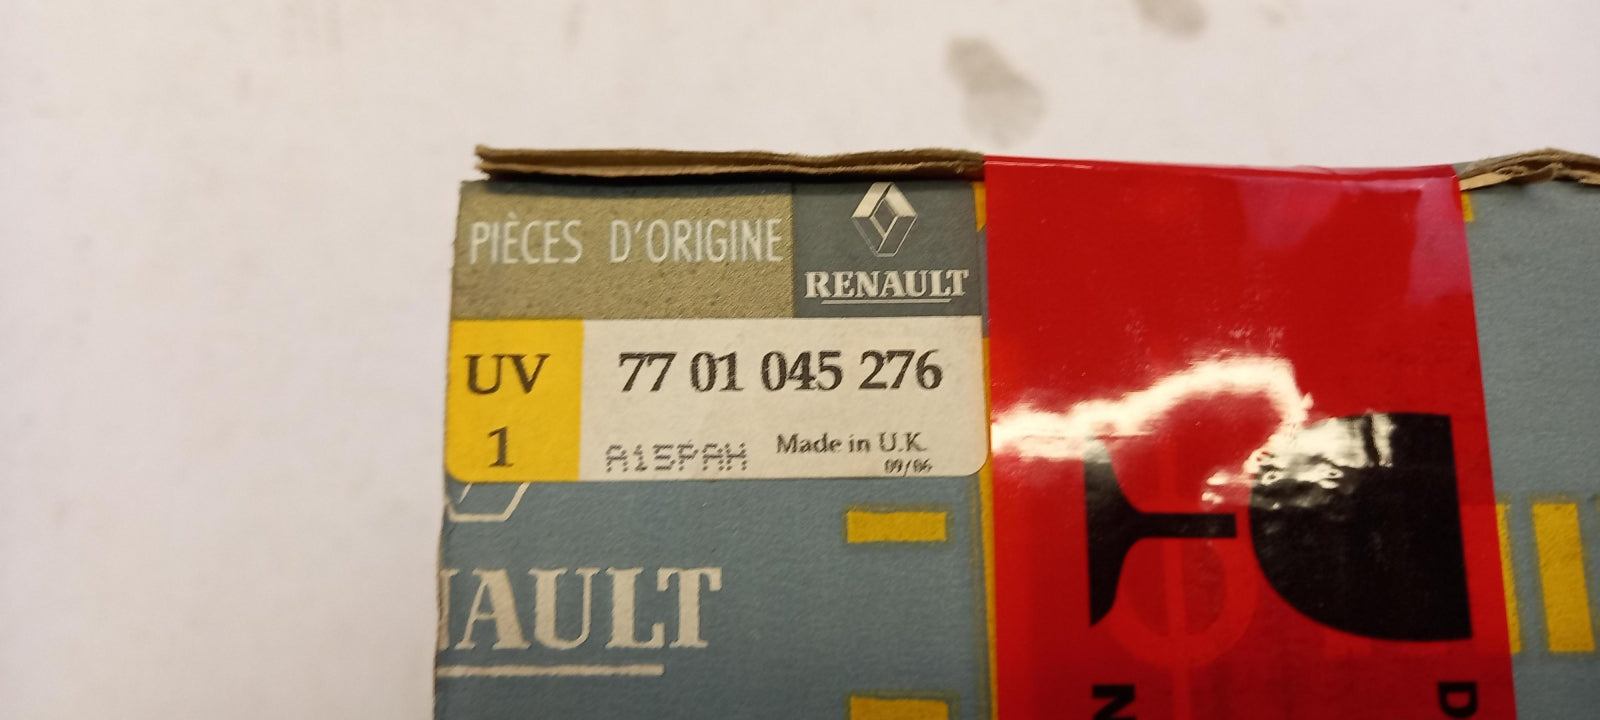 PIÈCES D'ORIGINE
RENAULT
UV 77 01 045 276
1 A15PAH Made in U.K.
09/86
NAULT
N
D